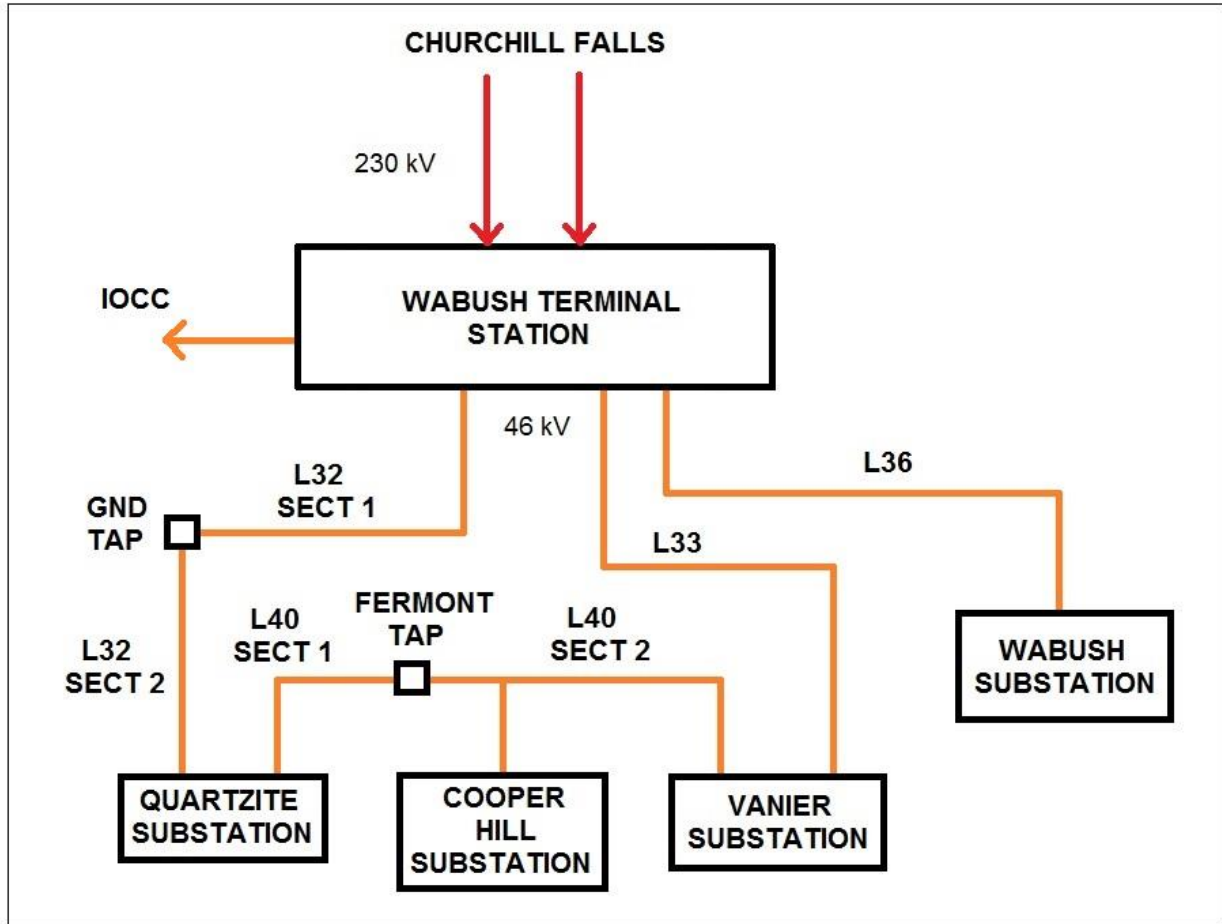 CHURCHILL FALLS
230 kV
IOCC
WABUSH TERMINAL
STATION
46 kV
L36
L32
SECT 1
GND
TAP
L33
FERMONT
TAP
L40
SECT 1
L40
SECT 2
L32
SECT 2
WABUSH
SUBSTATION
QUARTZITE
SUBSTATION
COOPER
HILL
SUBSTATION
VANIER
SUBSTATION